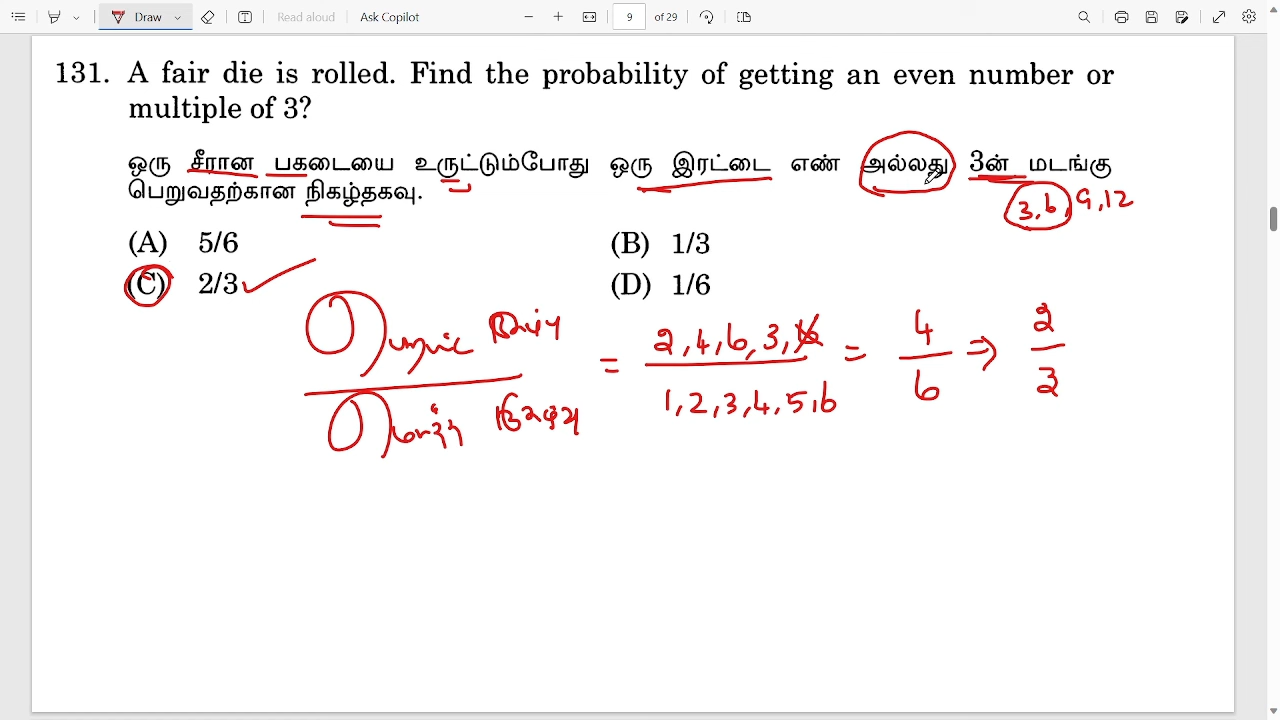 Draw Read aloud Ask Copilot 9 of 29
131. A fair die is rolled. Find the probability of getting an even number or
multiple of 3?
ஒரு சீரான பகடையை உருட்டும்போது ஒரு இரட்டை எண் அல்லது 3ன் மடங்கு
பெறுவதற்கான நிகழ்தகவு.
3, 6, 9, 12
(A) 5/6 (B) 1/3
(C) 2/3 (D) 1/6
= 2, 4, 6, 3, = 4 ⇒ 2
1, 2, 3, 4, 5, 6 6 3